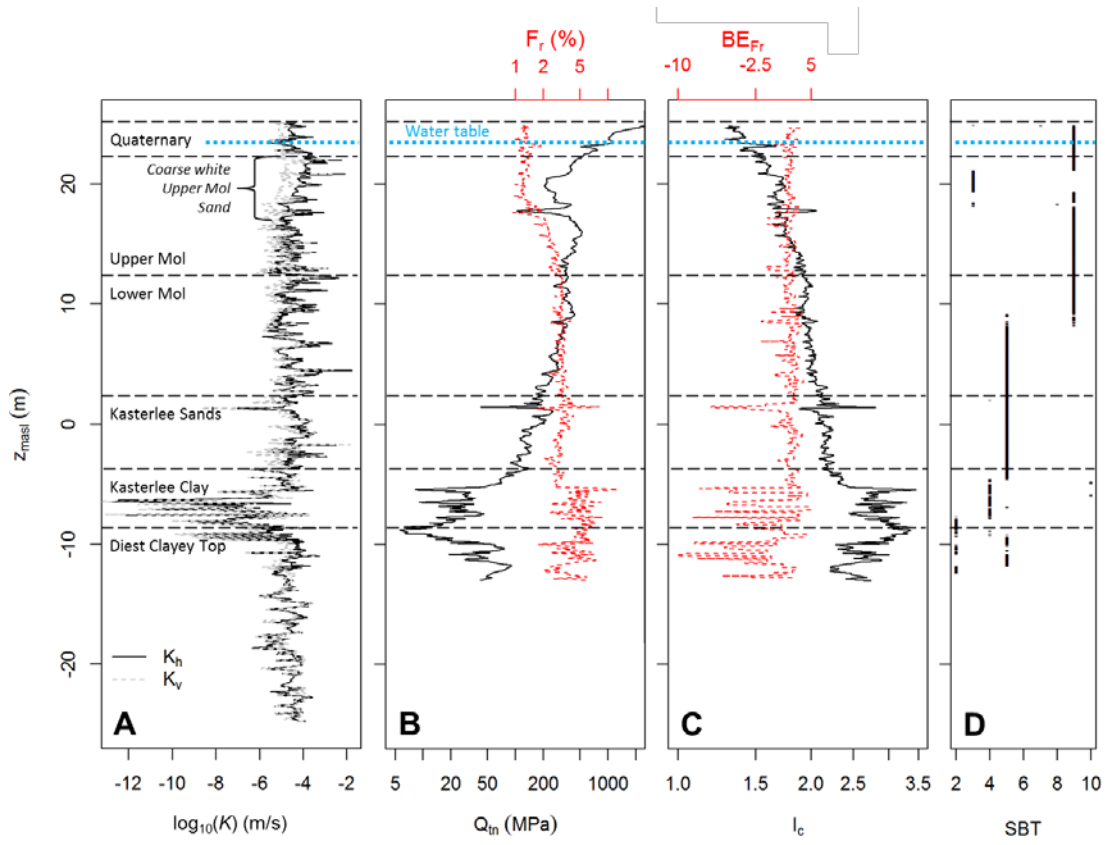 Fr (%)
1 2 5
BEFr
-10 -2.5 5
Quaternary
Water table
Coarse white
Upper Mol
Sand
Upper Mol
Lower Mol
Kasterlee Sands
Kasterlee Clay
Diest Clayey Top
zmasl (m)
20
10
0
-10
-20
Kh
Kv
A B C D
-12 -10 -8 -6 -4 -2
5 20 50 200 1000
1.0 1.5 2.0 2.5 3.5
2 4 6 8 10
log10(K) (m/s)
Qtn (MPa)
Ic
SBT